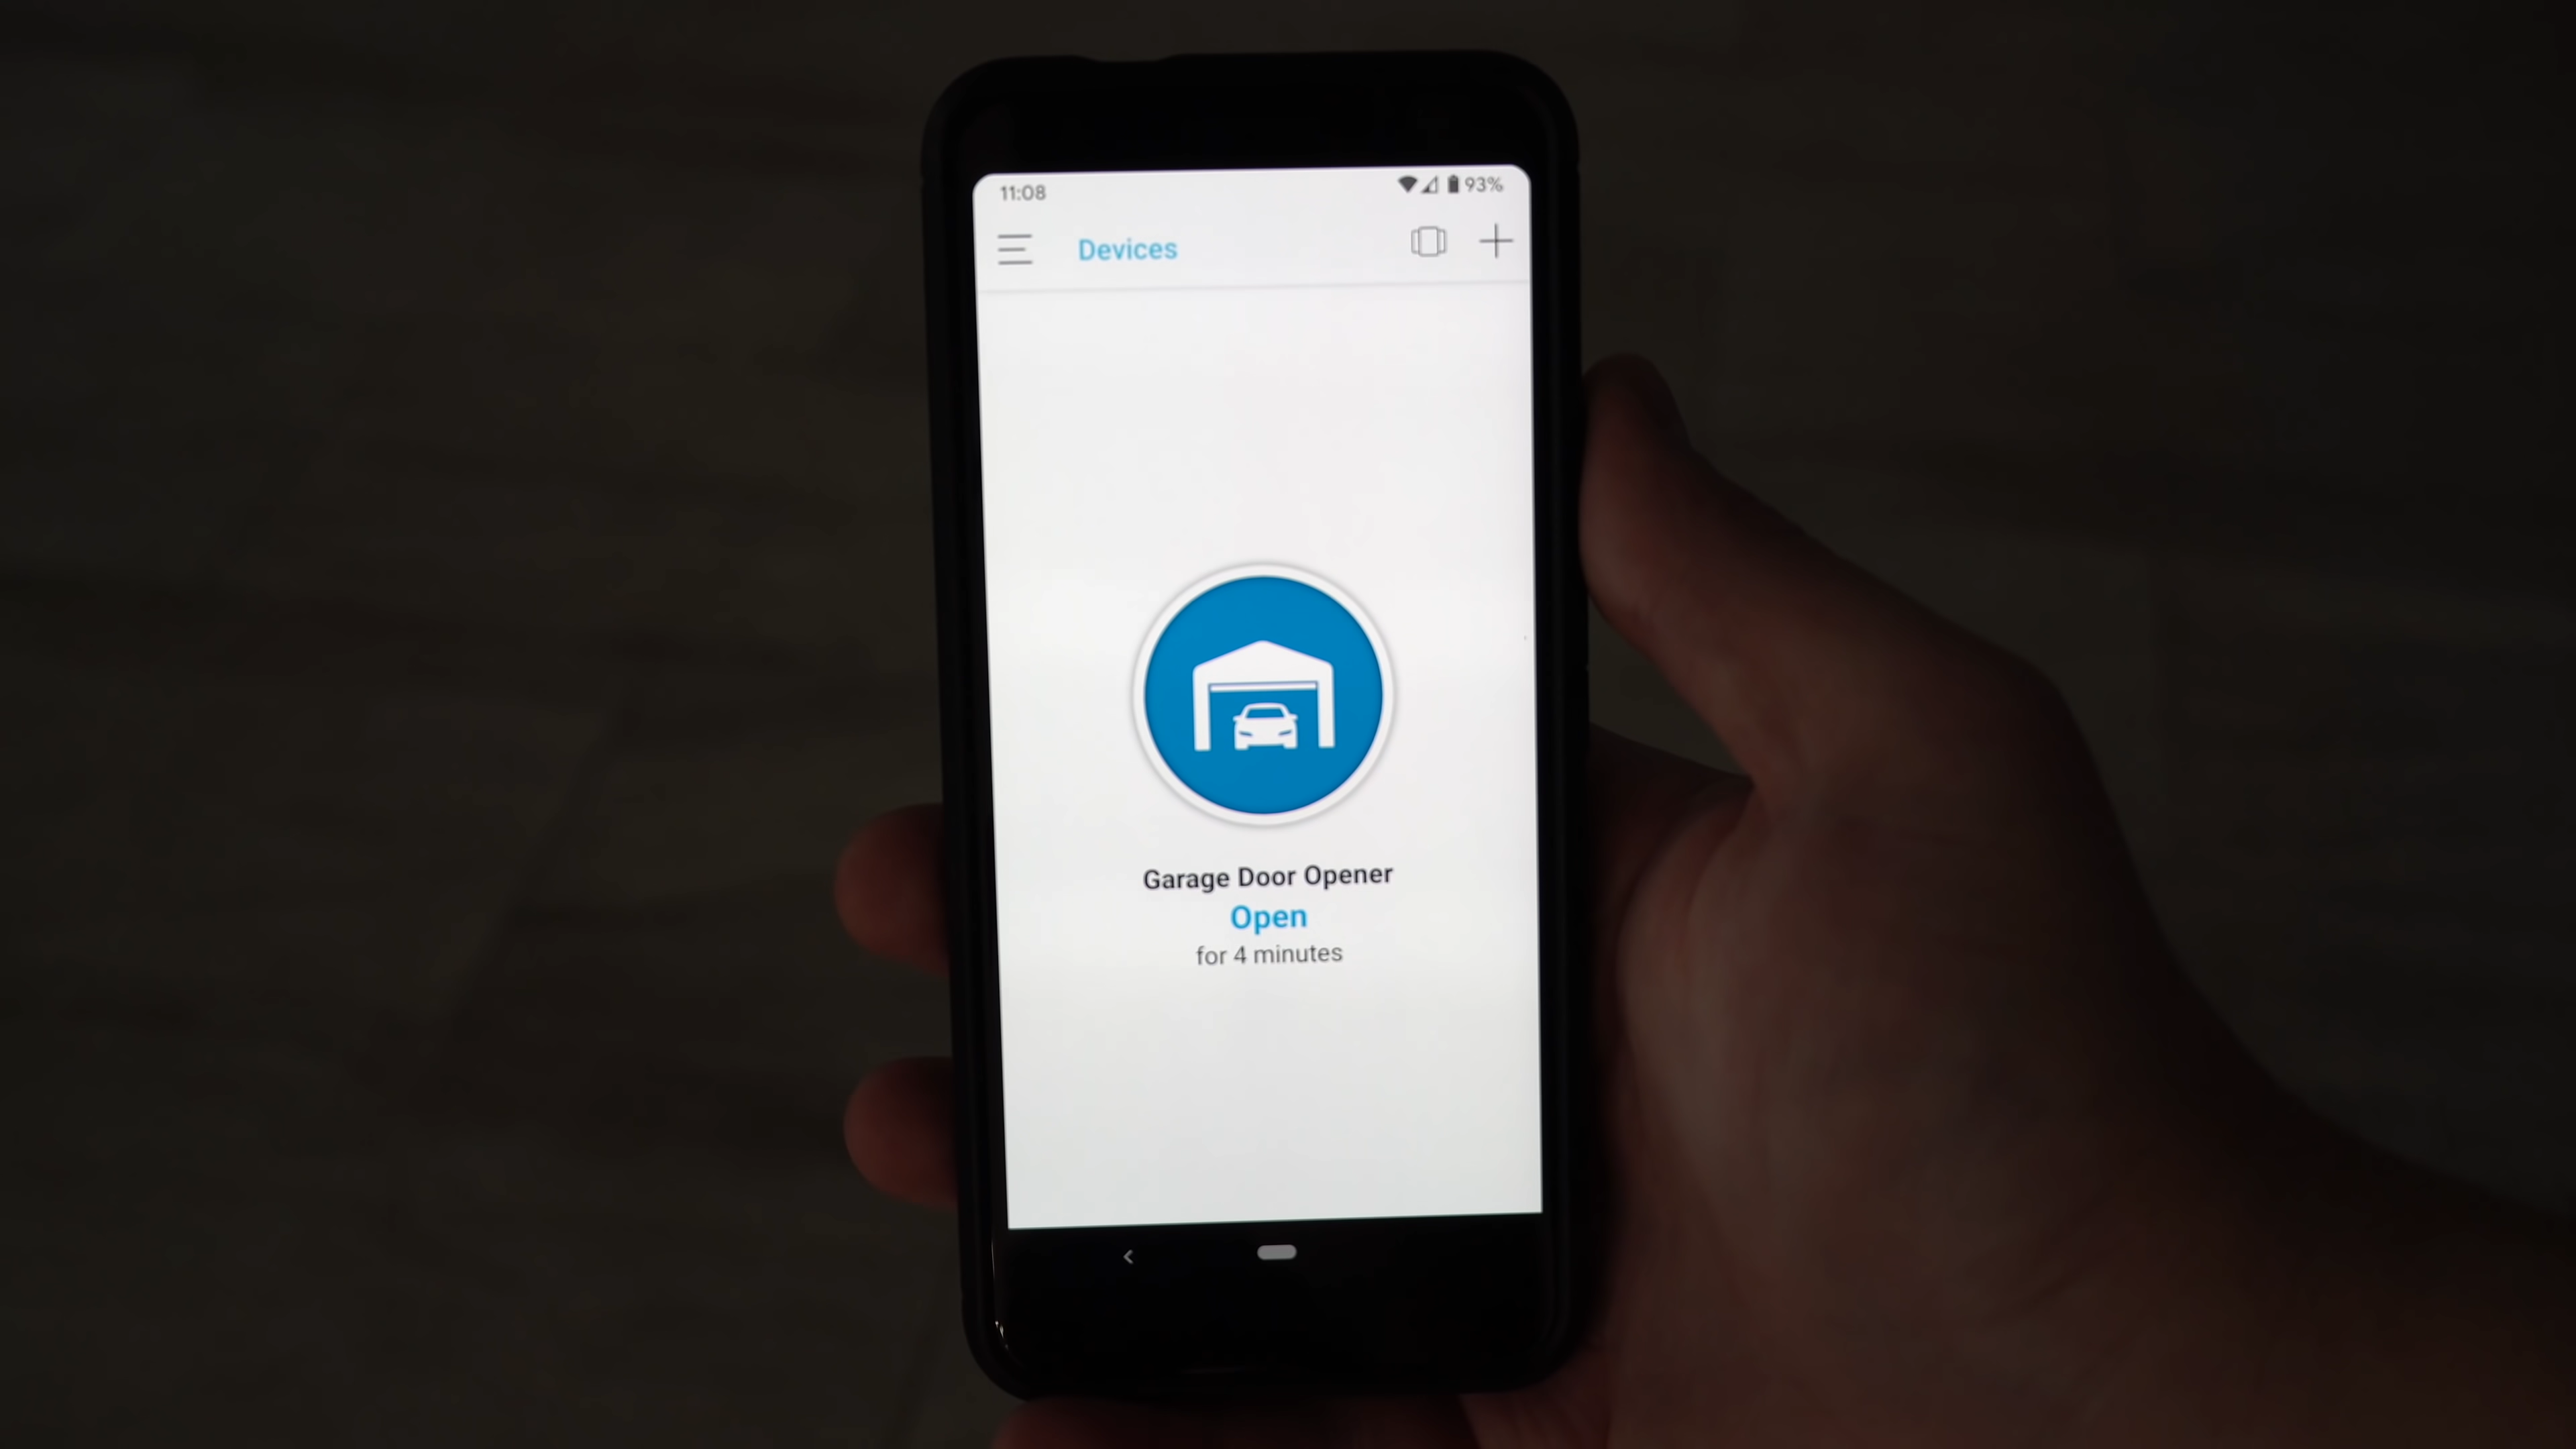 11:08
93%
Devices
Garage Door Opener
Open
for 4 minutes